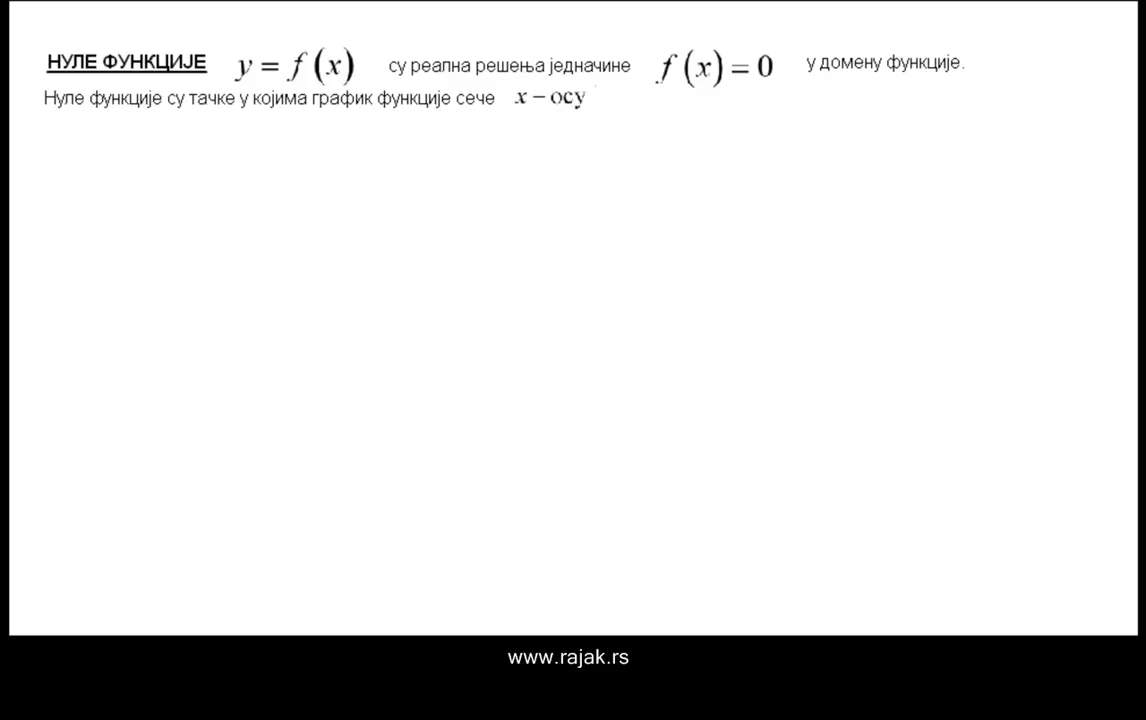 НУЛЕ ФУНКЦИЈЕ y = f (x) су реална решења једначине f (x) = 0 у домену функције.
Нуле функције су тачке у којима график функције сече x – осу
www.rajak.rs